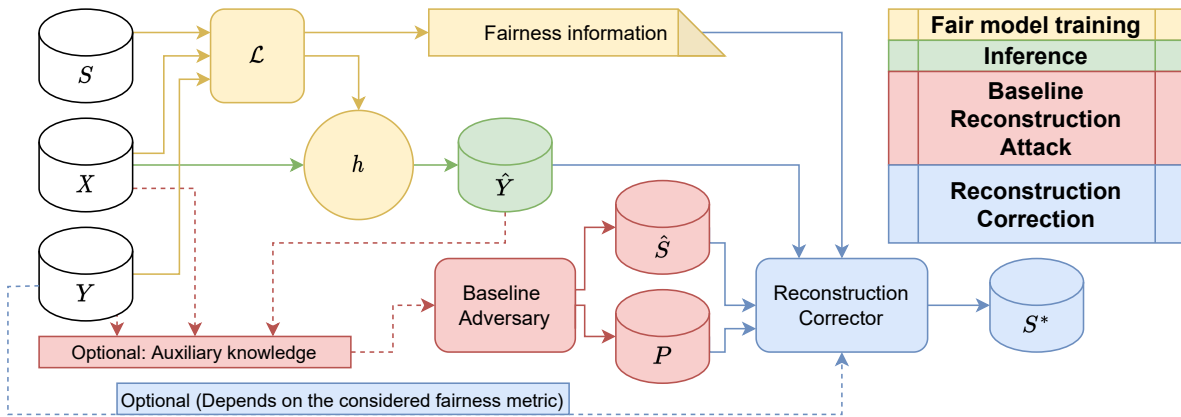 S
ℒ
Fairness information
X
h
Ŷ
Y
Optional: Auxiliary knowledge
Baseline
Adversary
Ŝ
P
Reconstruction
Corrector
S*
Optional (Depends on the considered fairness metric)
Fair model training
Inference
Baseline
Reconstruction
Attack
Reconstruction
Correction